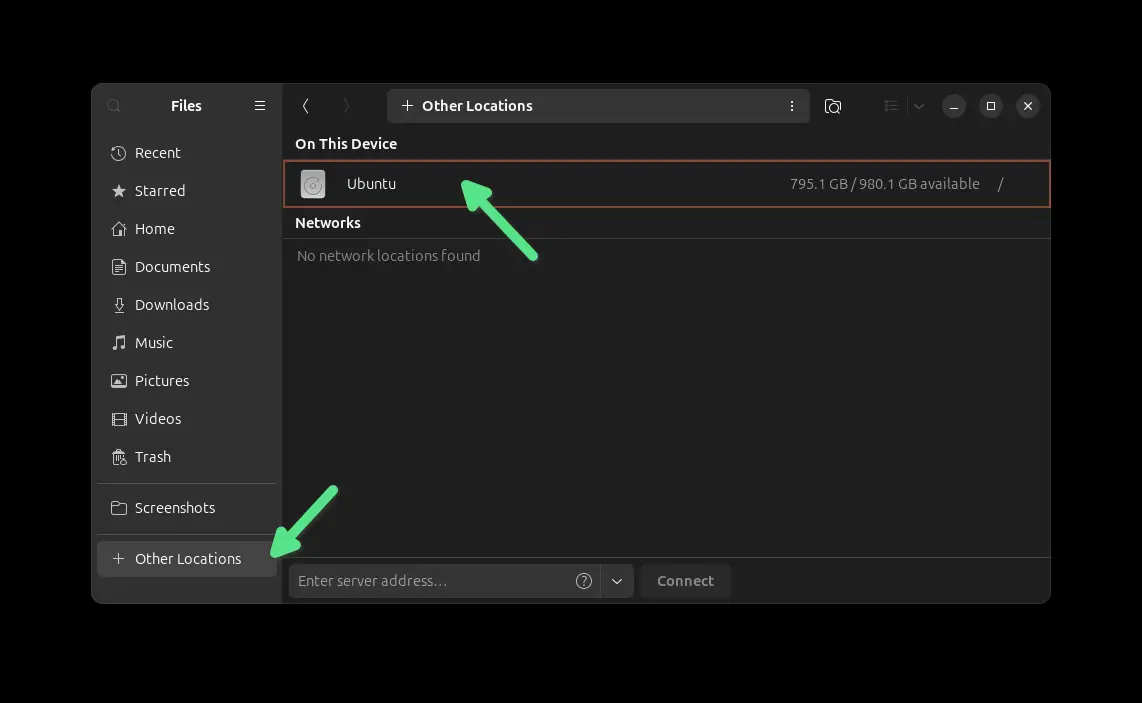 Files
Recent
Starred
Home
Documents
Downloads
Music
Pictures
Videos
Trash
Screenshots
Other Locations
Other Locations
On This Device
Ubuntu 795.1 GB / 980.1 GB available /
Networks
No network locations found
Enter server address…
Connect